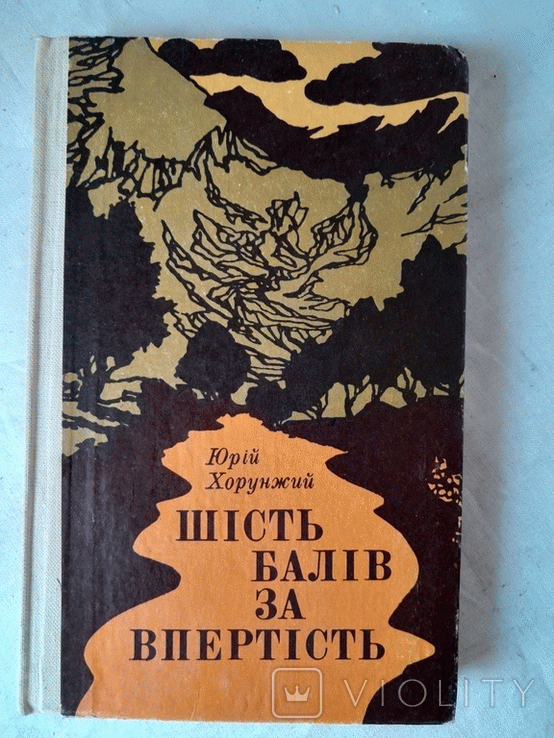 Юрій
Хорунжий
ШІСТЬ
БАЛІВ
ЗА
ВПЕРТІСТЬ
VIOLITY